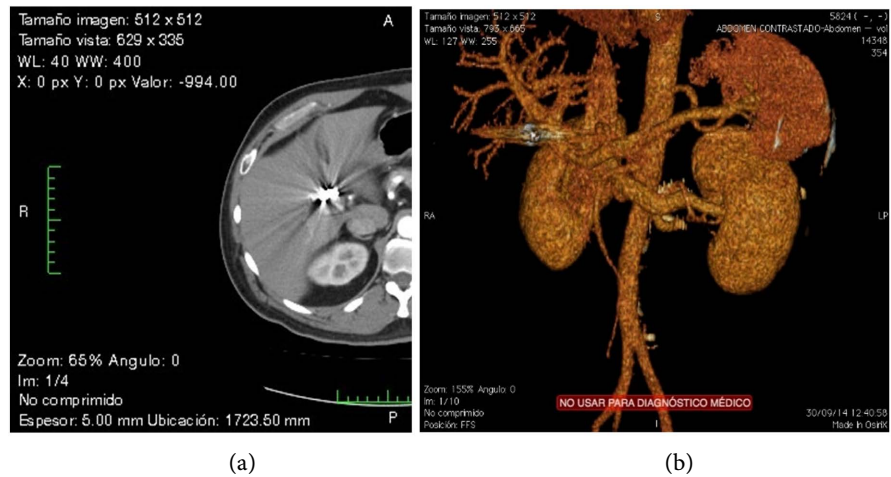 Tamaño imagen: 512 x 512
Tamaño vista: 629 x 335
WL: 40 WW: 400
X: 0 px Y: 0 px Valor: -994.00
A
R
Zoom: 65% Angulo: 0
Im: 1/4
No comprimido
Espesor: 5.00 mm Ubicación: 1723.50 mm
P
(a)
Tamaño imagen: 512 x 512
Tamaño vista: 793 x 665
WL: 127 WW: 255
S
5824 ( -, -)
ABDOMEN CONTRASTADO-Abdomen -- vol
14348
354
RA
LP
Zoom: 155% Angulo: 0
Im: 1/10
No comprimido
Posición: FFS
NO USAR PARA DIAGNÓSTICO MÉDICO
I
30/09/14 12:40:58
Made In OsiriX
(b)